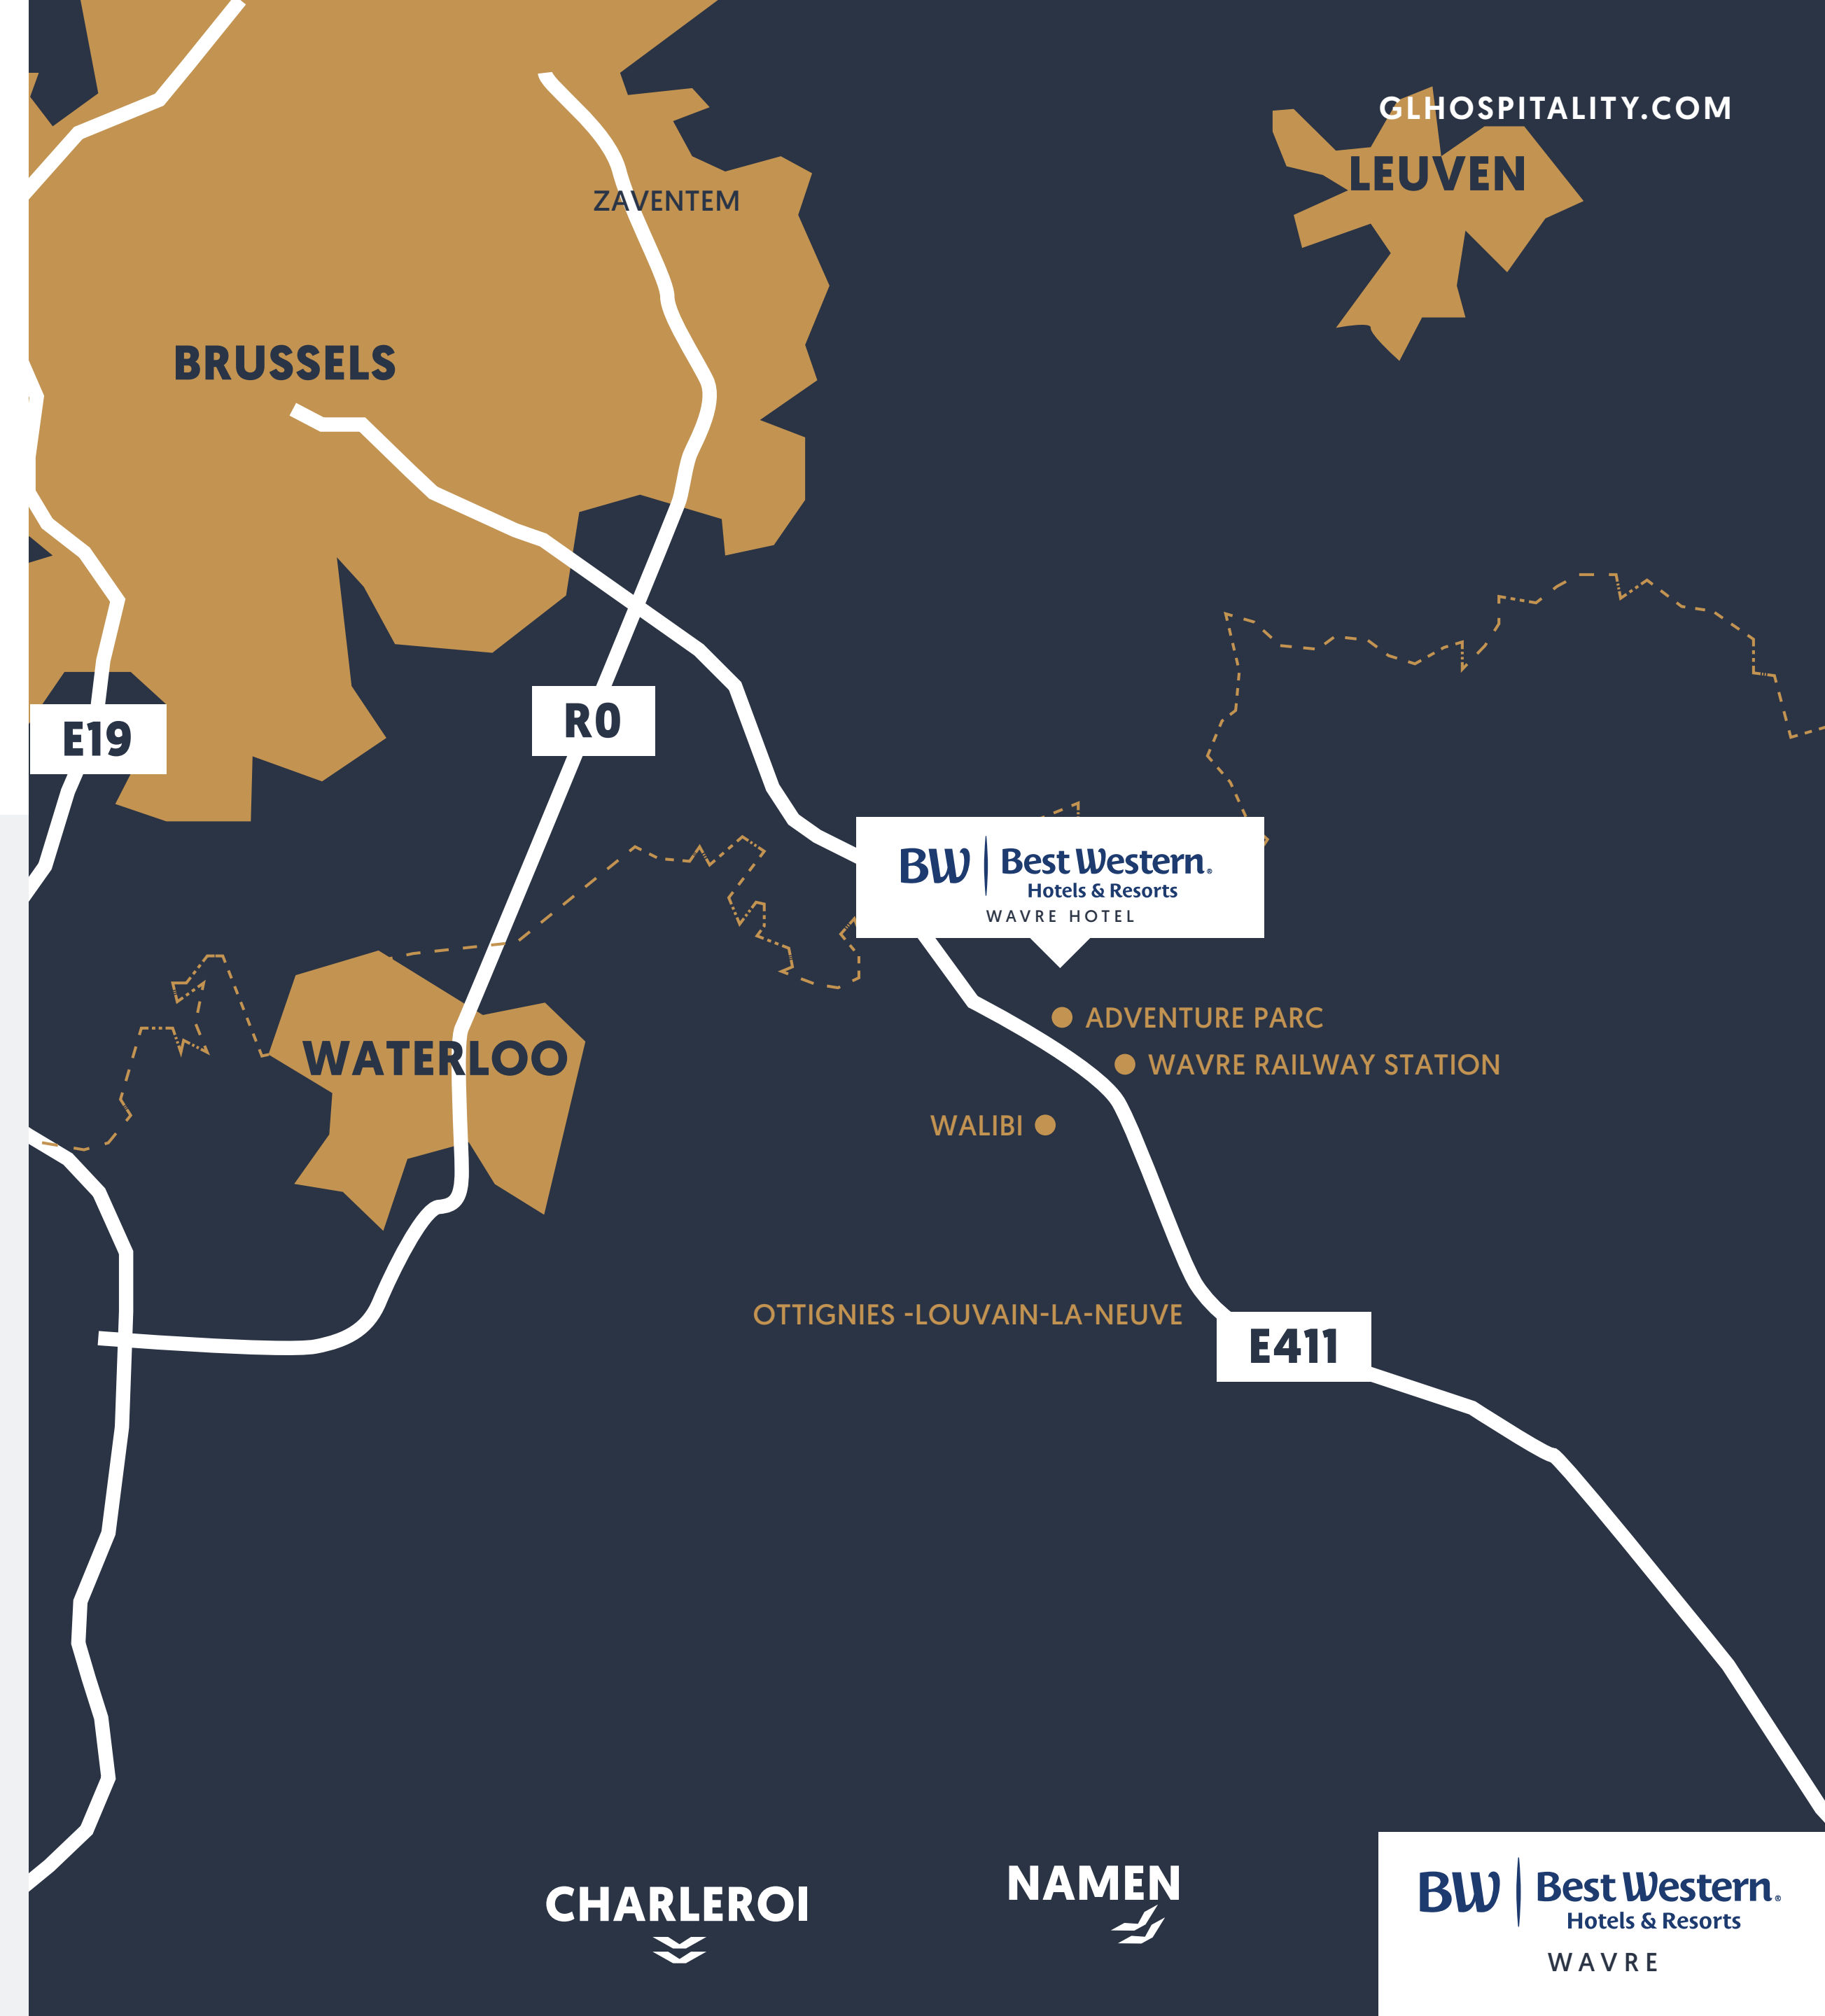 GLHOSPITALITY.COM
LEUVEN
ZAVENTEM
BRUSSELS
R0
E19
BW Best Western®
Hotels & Resorts
WAVRE HOTEL
ADVENTURE PARC
WATERLOO
WAVRE RAILWAY STATION
WALIBI
OTTIGNIES -LOUVAIN-LA-NEUVE
E411
NAMEN
CHARLEROI
BW Best Western®
Hotels & Resorts
WAVRE